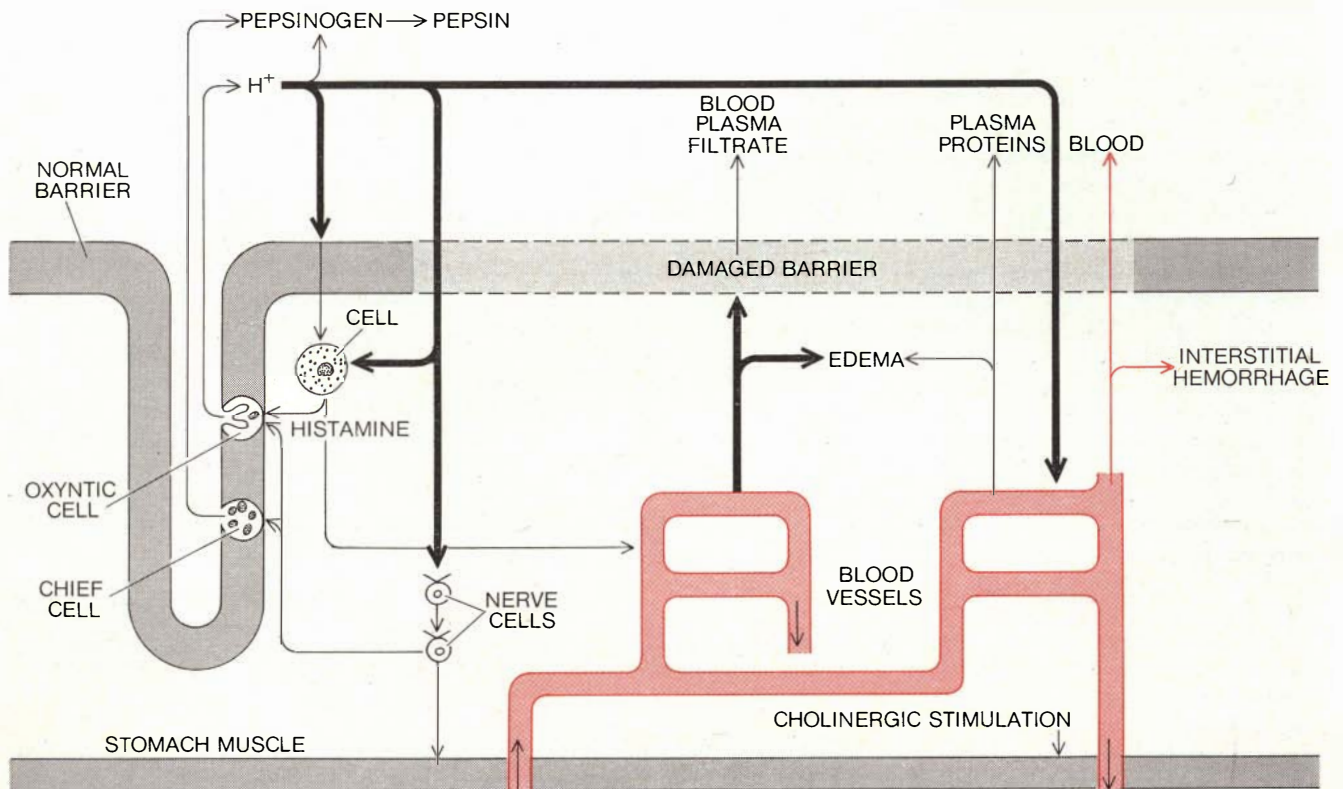 PEPSINOGEN → PEPSIN
H+
BLOOD
PLASMA
FILTRATE
PLASMA
PROTEINS
BLOOD
NORMAL
BARRIER
DAMAGED BARRIER
CELL
EDEMA
INTERSTITIAL
HEMORRHAGE
HISTAMINE
OXYNTIC
CELL
CHIEF
CELL
NERVE
CELLS
BLOOD
VESSELS
CHOLINERGIC STIMULATION
STOMACH MUSCLE